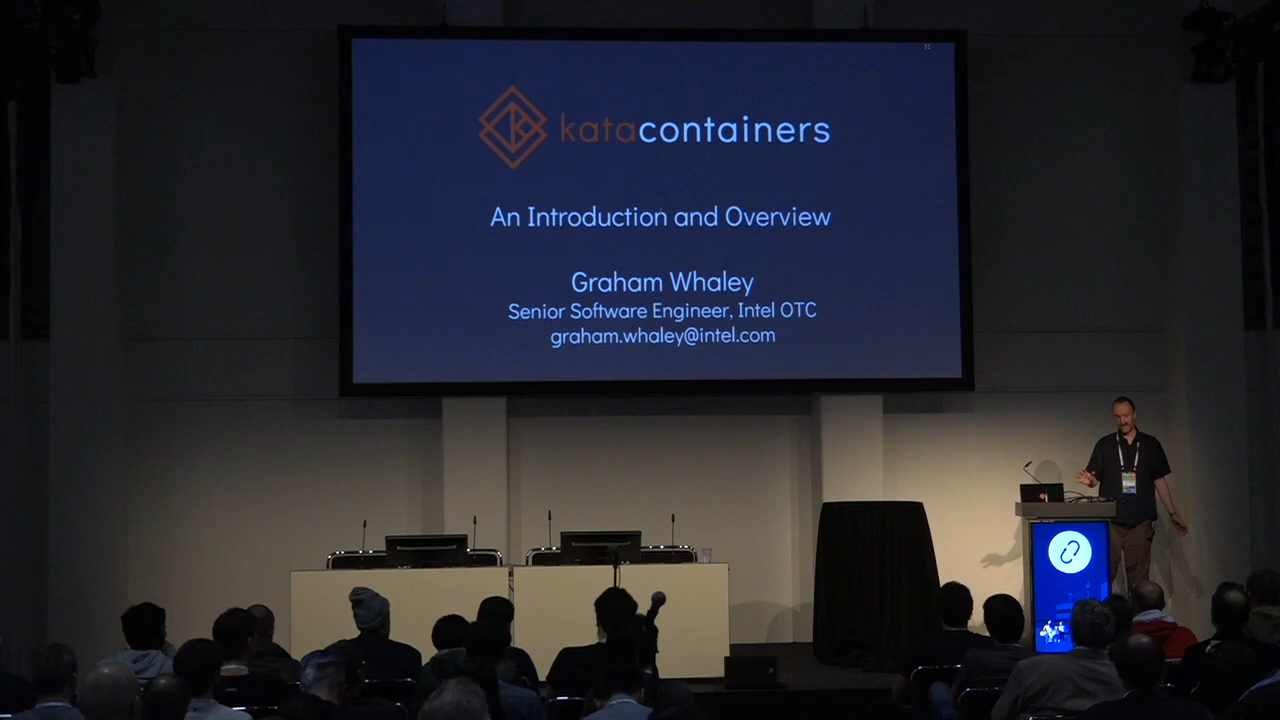 katacontainers
An Introduction and Overview
Graham Whaley
Senior Software Engineer, Intel OTC
graham.whaley@intel.com